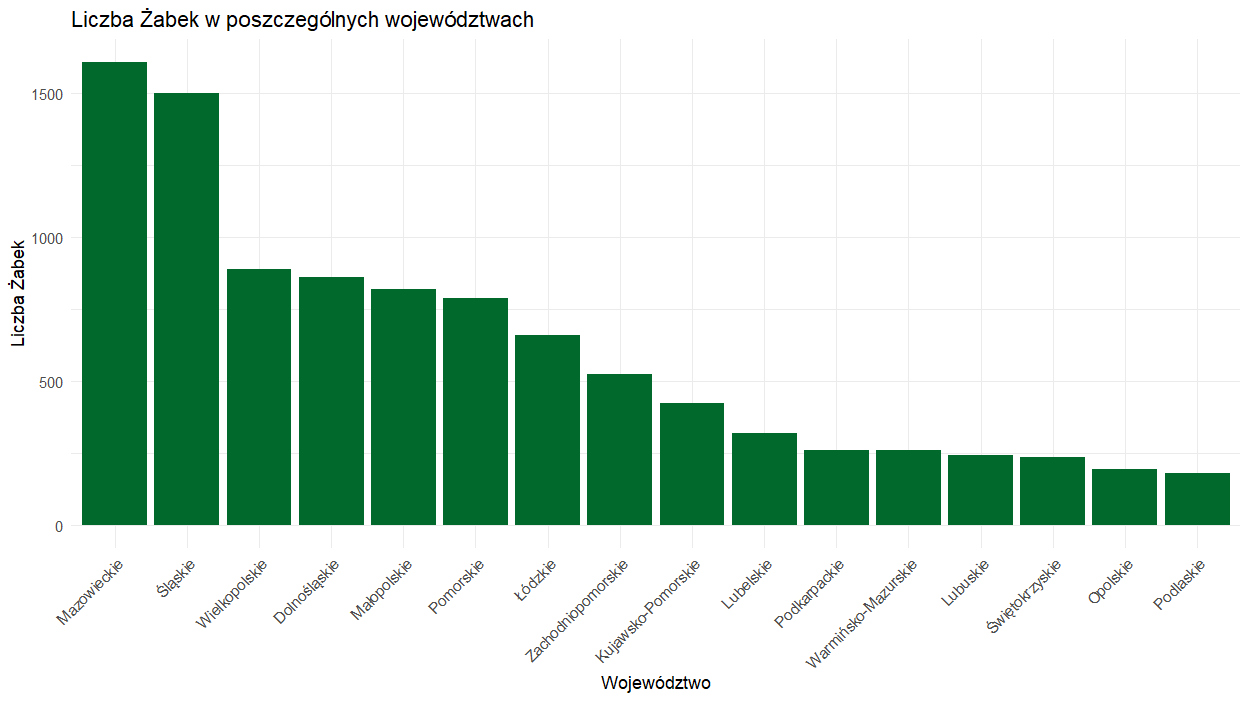 Liczba Żabek w poszczególnych województwach
Liczba Żabek
1500
1000
500
0
Mazowieckie
Śląskie
Wielkopolskie
Dolnośląskie
Małopolskie
Pomorskie
Łódzkie
Zachodniopomorskie
Kujawsko-Pomorskie
Lubelskie
Podkarpackie
Warmińsko-Mazurskie
Lubuskie
Świętokrzyskie
Opolskie
Podlaskie
Województwo